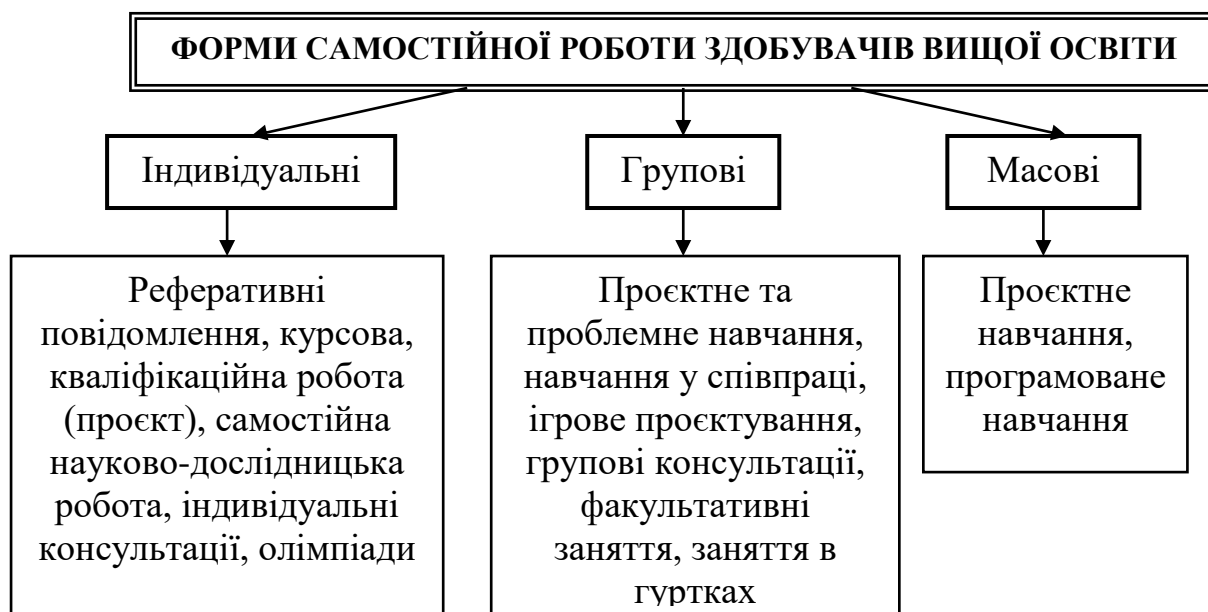 ФОРМИ САМОСТІЙНОЇ РОБОТИ ЗДОБУВАЧІВ ВИЩОЇ ОСВІТИ
Індивідуальні
Групові
Масові
Реферативні
повідомлення, курсова,
кваліфікаційна робота
(проєкт), самостійна
науково-дослідницька
робота, індивідуальні
консультації, олімпіади
Проєктне та
проблемне навчання,
навчання у співпраці,
ігрове проєктування,
групові консультації,
факультативні
заняття, заняття в
гуртках
Проєктне
навчання,
програмоване
навчання